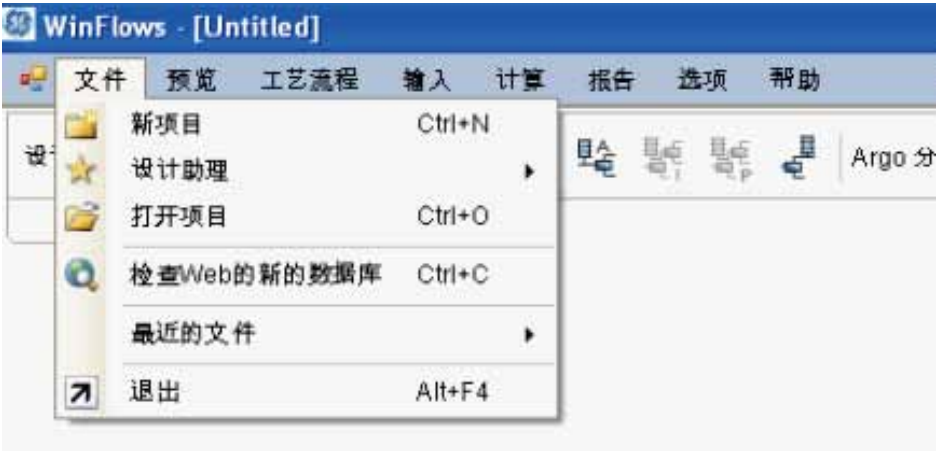 WinFlows - [Untitled]
文件 预览 工艺流程 输入 计算 报告 选项 帮助
新项目 Ctrl+N
设计助理
打开项目 Ctrl+O
检查Web的新的数据库 Ctrl+C
最近的文件
退出 Alt+F4
设
Argo 分